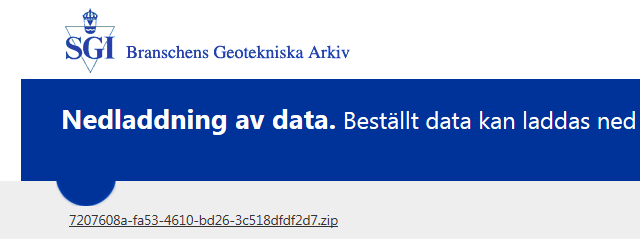 SGI Branschens Geotekniska Arkiv
Nedladdning av data. Beställt data kan laddas ned
7207608a-fa53-4610-bd26-3c518dfdf2d7.zip